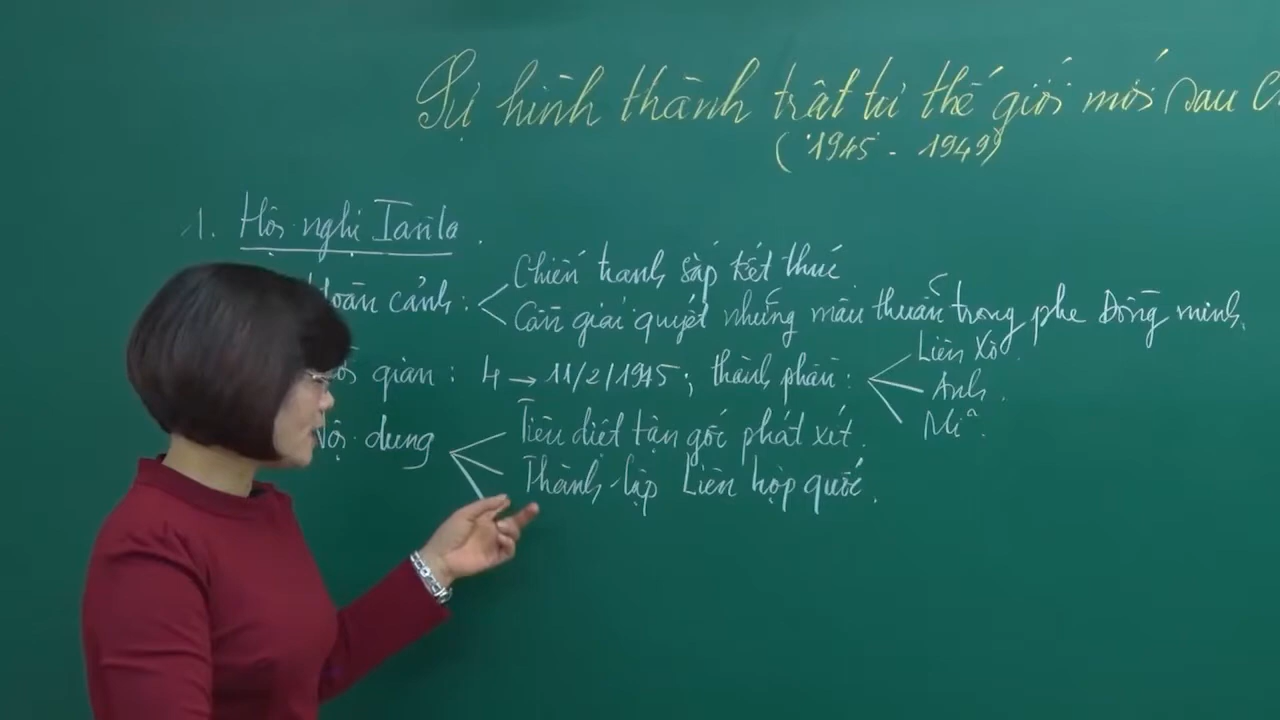 Sự hình thành trật tự thế giới mới sau
(1945 - 1949)
1. Hội nghị Ianta.
Hoàn cảnh:
Chiến tranh sắp kết thúc
Cần giải quyết những mâu thuẫn trong phe Đồng minh.
gian: 4 → 11/2/1945; thành phần:
Liên Xô.
Anh.
Mĩ.
Nội dung
Tiêu diệt tận gốc phát xít.
Thành lập Liên hợp quốc.